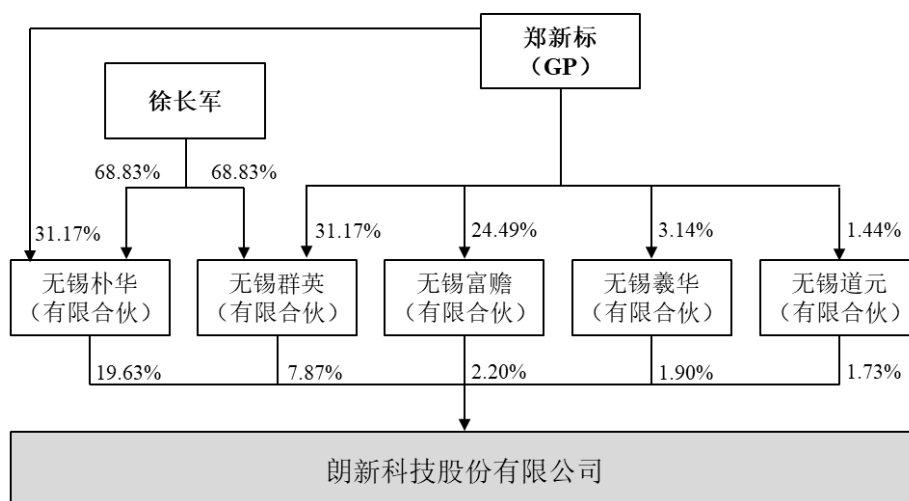 郑新标
（GP）
徐长军
68.83%
68.83%
31.17%
31.17%
24.49%
3.14%
1.44%
无锡朴华
（有限合伙）
无锡群英
（有限合伙）
无锡富赡
（有限合伙）
无锡羲华
（有限合伙）
无锡道元
（有限合伙）
19.63%
7.87%
2.20%
1.90%
1.73%
朗新科技股份有限公司